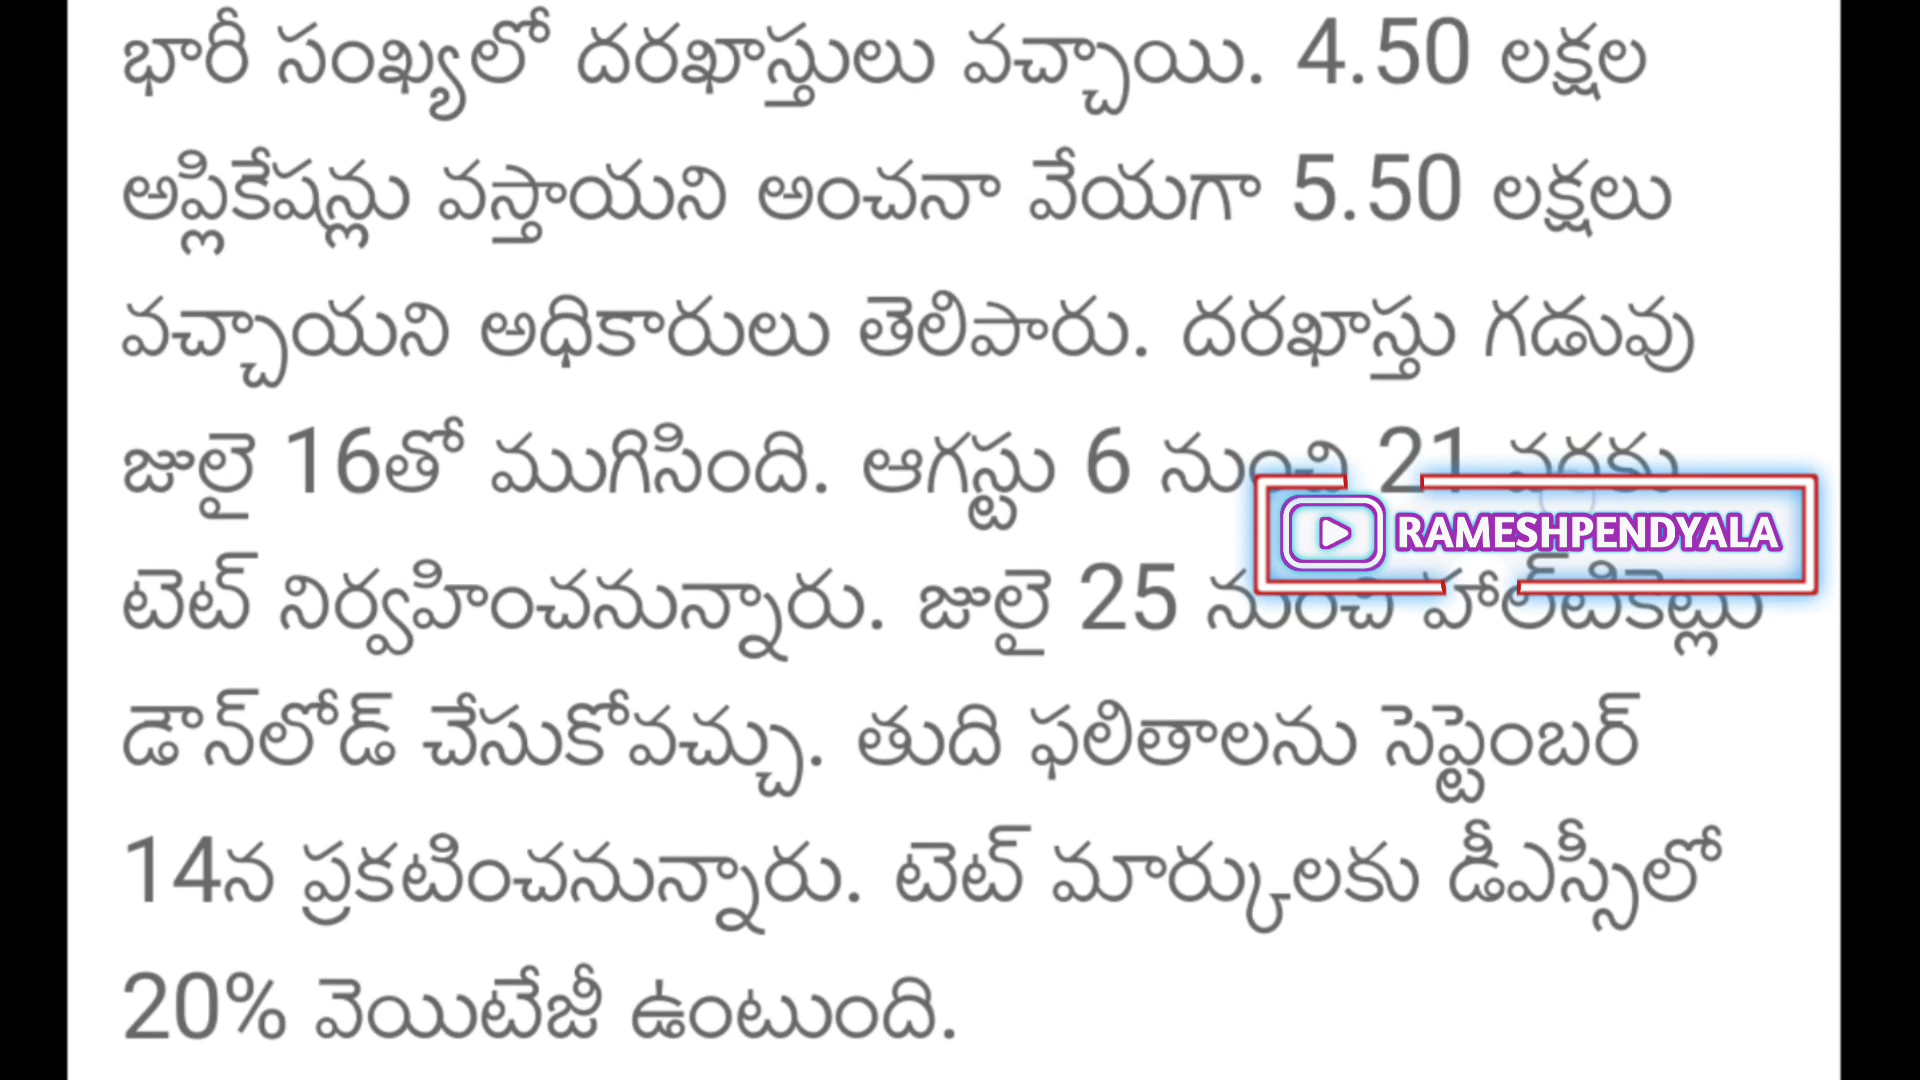 భారీ సంఖ్యలో దరఖాస్తులు వచ్చాయి. 4.50 లక్షల
అప్లికేషన్లు వస్తాయని అంచనా వేయగా 5.50 లక్షలు
వచ్చాయని అధికారులు తెలిపారు. దరఖాస్తు గడువు
జులై 16తో ముగిసింది. ఆగస్టు 6 నుంచి 21 వరకు
RAMESHPENDYALA
టెట్ నిర్వహించనున్నారు. జులై 25 నుంచి హాల్‌టికెట్లు
డౌన్‌లోడ్ చేసుకోవచ్చు. తుది ఫలితాలను సెప్టెంబర్
14న ప్రకటించనున్నారు. టెట్ మార్కులకు డీఎస్సీలో
20% వెయిటేజీ ఉంటుంది.